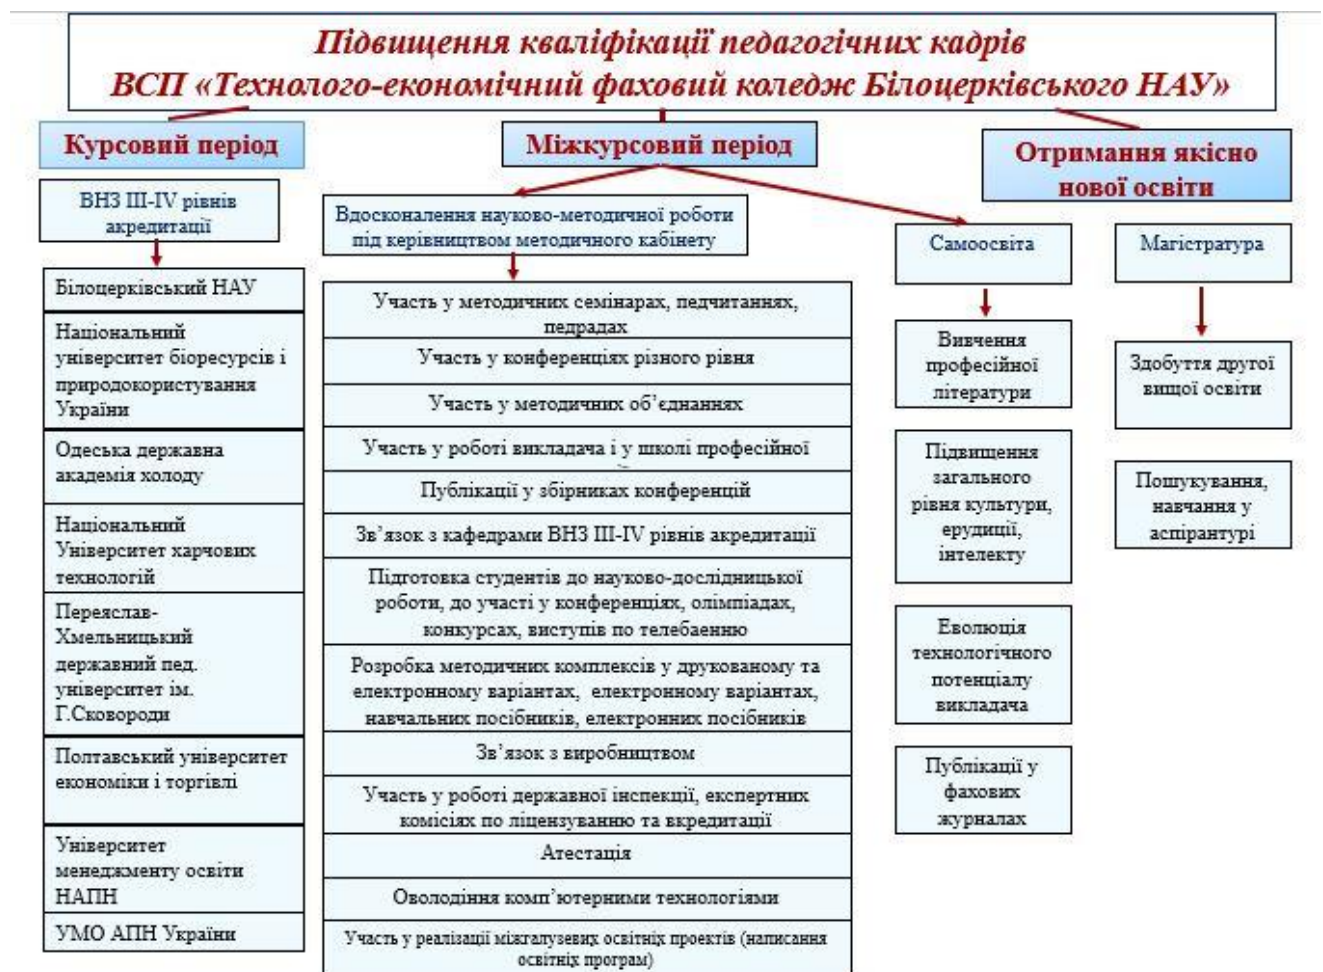 Підвищення кваліфікації педагогічних кадрів
ВСП «Технолого-економічний фаховий коледж Білоцерківського НАУ»
Курсовий період
ВНЗ ІІІ-ІV рівнів
акредитації
Білоцерківський НАУ
Національний
університет біоресурсів і
природокористування
України
Одеська державна
академія холоду
Національний
Університет харчових
технологій
Переяслав-
Хмельницький
державний пед.
університет ім.
Г.Сковороди
Полтавський університет
економіки і торгівлі
Університет
менеджменту освіти
НАПН
УМО АПН України
Міжкурсовий період
Вдосконалення науково-методичної роботи
під керівництвом методичного кабінету
Участь у методичних семінарах, педчитаннях,
педрадах
Участь у конференціях різного рівня
Участь у методичних об’єднаннях
Участь у роботі викладача і у школі професійної
Публікації у збірниках конференцій
Зв’язок з кафедрами ВНЗ ІІІ-ІV рівнів акредитації
Підготовка студентів до науково-дослідницької
роботи, до участі у конференціях, олімпіадах,
конкурсах, виступів по телебаенню
Розробка методичних комплексів у друкованому та
електронному варіантах, електронному варіантах,
навчальних посібників, електронних посібників
Зв’язок з виробництвом
Участь у роботі державної інспекції, експертних
комісіях по ліцензуванню та вкредитації
Атестація
Оволодіння комп’ютерними технологіями
Участь у реалізації міжгалузевих освітніх проектів (написання
освітніх програм)
Самоосвіта
Вивчення
професійної
літератури
Підвищення
загального
рівня культури,
ерудиції,
інтелекту
Еволюція
технологічного
потенціалу
викладача
Публікації у
фахових
журналах
Отримання якісно
нової освіти
Магістратура
Здобуття другої
вищої освіти
Пошукування,
навчання у
аспірантурі